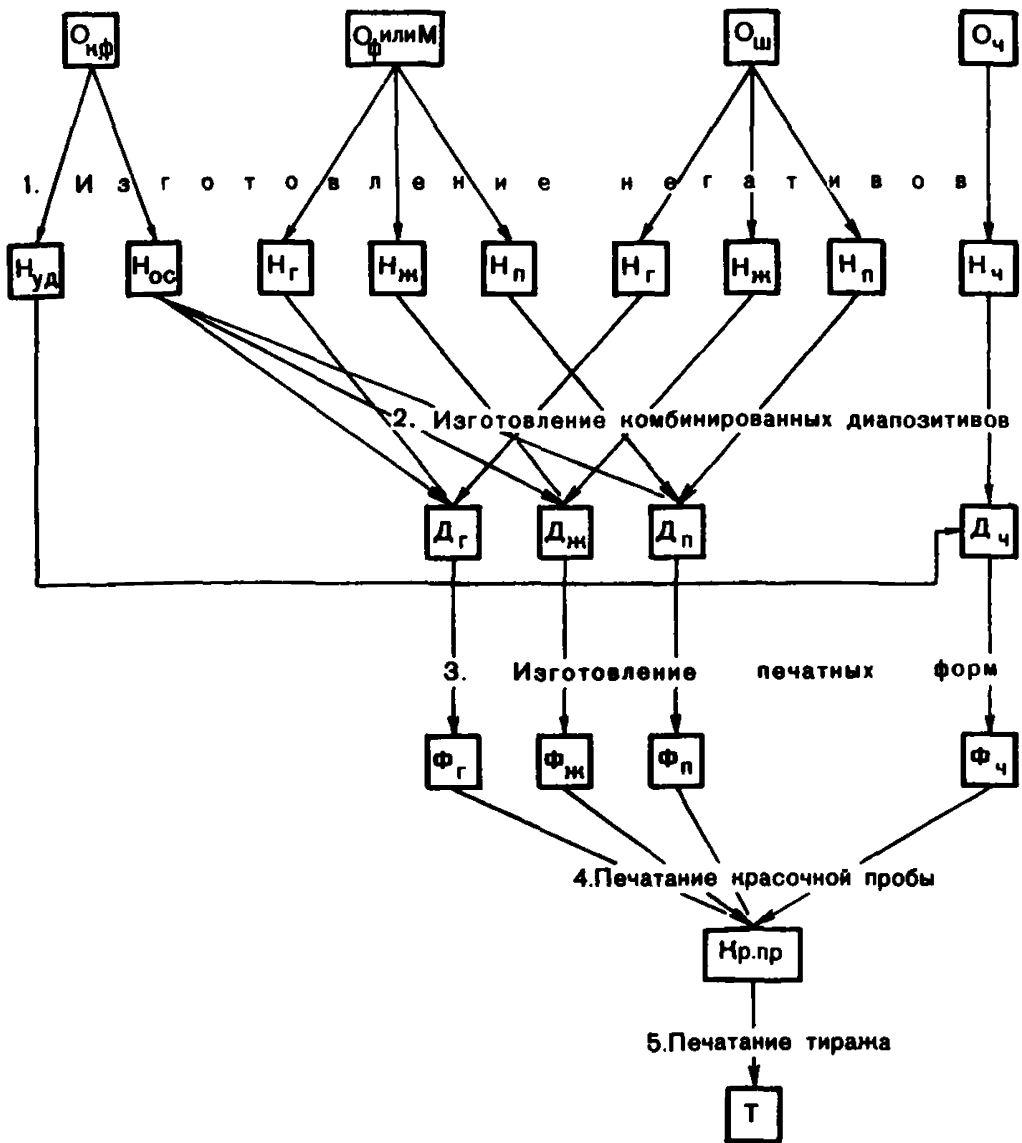 Окф Оф или М Ош Оч
1. Изготовление негативов
Нуд Нос Нг Нж Нп Нг Нж Нп Нч
2. Изготовление комбинированных диапозитивов
Дг Дж Дп Дч
3. Изготовление печатных форм
Фг Фж Фп Фч
4.Печатание красочной пробы
Кр.пр
5.Печатание тиража
Т